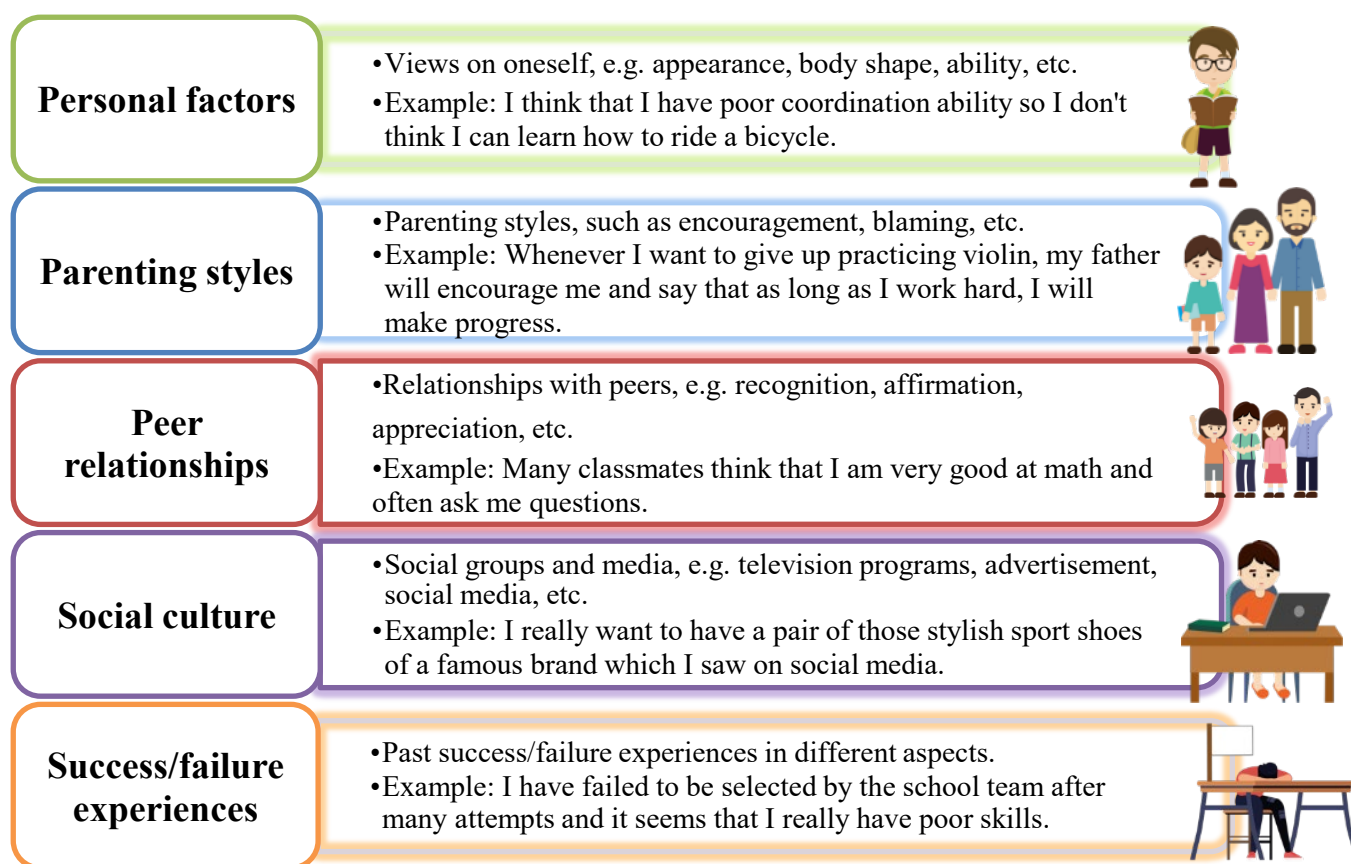 Personal factors
•Views on oneself, e.g. appearance, body shape, ability, etc.
•Example: I think that I have poor coordination ability so I don't
think I can learn how to ride a bicycle.
Parenting styles
•Parenting styles, such as encouragement, blaming, etc.
•Example: Whenever I want to give up practicing violin, my father
will encourage me and say that as long as I work hard, I will
make progress.
Peer
relationships
•Relationships with peers, e.g. recognition, affirmation,
appreciation, etc.
•Example: Many classmates think that I am very good at math and
often ask me questions.
Social culture
•Social groups and media, e.g. television programs, advertisement,
social media, etc.
•Example: I really want to have a pair of those stylish sport shoes
of a famous brand which I saw on social media.
Success/failure
experiences
•Past success/failure experiences in different aspects.
•Example: I have failed to be selected by the school team after
many attempts and it seems that I really have poor skills.